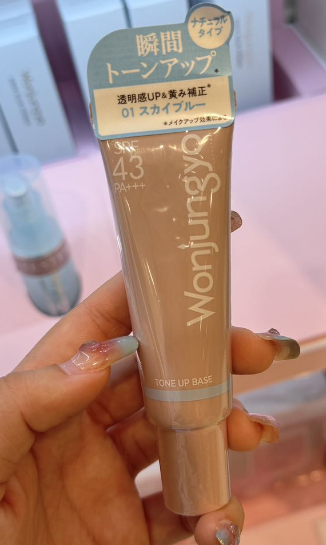 ナチュラル
タイプ
瞬間
トーンアップ*
透明感UP&黄み補正*
01 スカイブルー
*メイクアップ効果によ
SPF
43
PA+++
Wonjungyo
TONE UP BASE